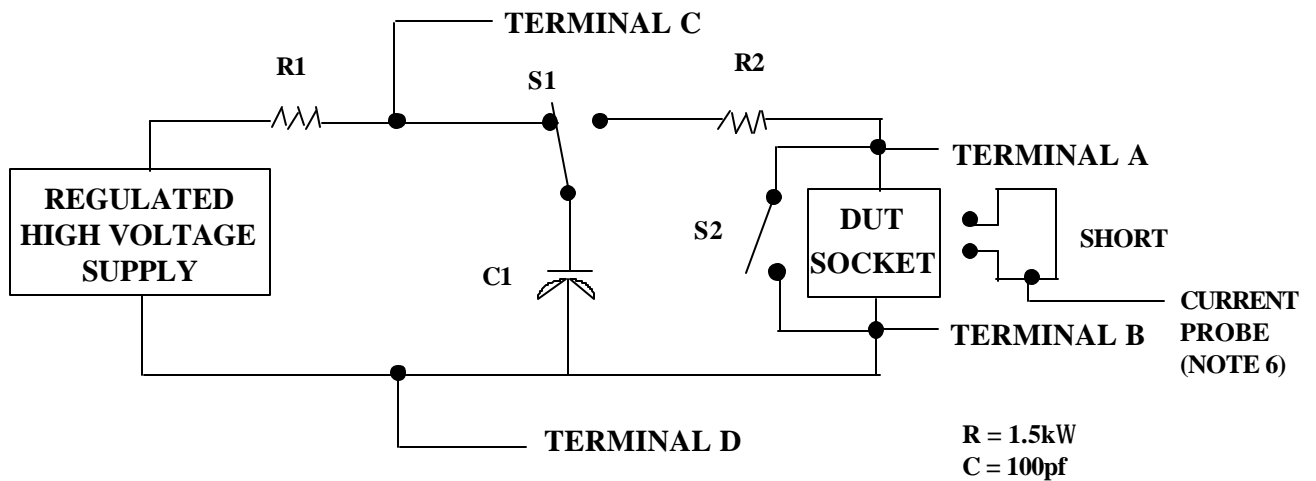 TERMINAL C
R1
S1
R2
REGULATED
HIGH VOLTAGE
SUPPLY
C1
S2
TERMINAL A
DUT
SOCKET
SHORT
TERMINAL B
CURRENT
PROBE
(NOTE 6)
TERMINAL D
R = 1.5kW
C = 100pf